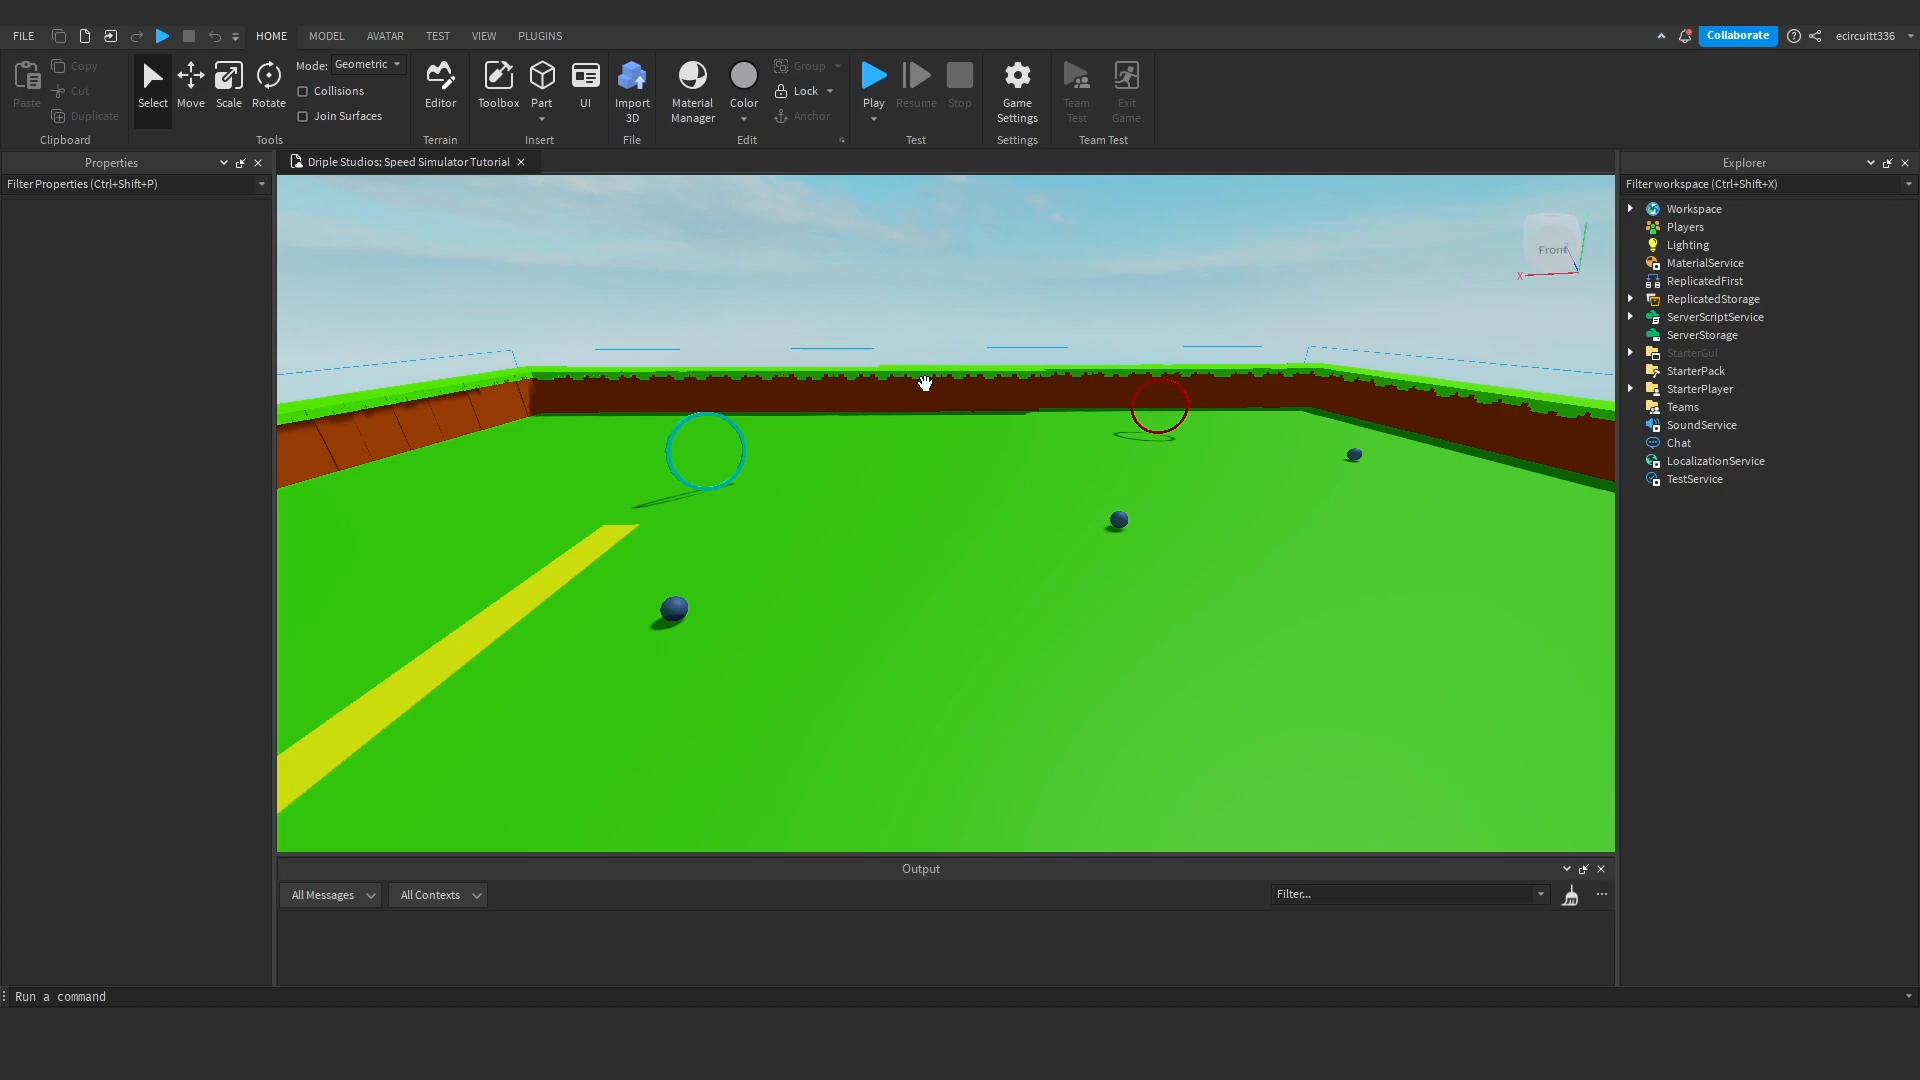 FILE
HOME
MODEL
AVATAR
TEST
VIEW
PLUGINS
Collaborate
ecircuitt336
Paste
Copy
Cut
Duplicate
Clipboard
Select
Move
Scale
Rotate
Mode: Geometric
Collisions
Join Surfaces
Tools
Editor
Terrain
Toolbox
Part
UI
Insert
Import
3D
File
Material
Manager
Color
Group
Lock
Anchor
Edit
Play
Resume
Stop
Test
Game
Settings
Settings
Team
Test
Exit
Game
Team Test
Properties
Filter Properties (Ctrl+Shift+P)
Driple Studios: Speed Simulator Tutorial
Front
X
Explorer
Filter workspace (Ctrl+Shift+X)
Workspace
Players
Lighting
MaterialService
ReplicatedFirst
ReplicatedStorage
ServerScriptService
ServerStorage
StarterGui
StarterPack
StarterPlayer
Teams
SoundService
Chat
LocalizationService
TestService
Output
All Messages
All Contexts
Filter...
Run a command